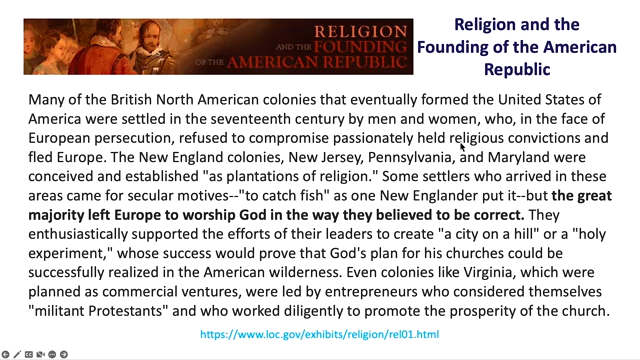 RELIGION
AND THE FOUNDING
OF THE AMERICAN REPUBLIC
Religion and the
Founding of the American
Republic
Many of the British North American colonies that eventually formed the United States of
America were settled in the seventeenth century by men and women, who, in the face of
European persecution, refused to compromise passionately held religious convictions and
fled Europe. The New England colonies, New Jersey, Pennsylvania, and Maryland were
conceived and established "as plantations of religion." Some settlers who arrived in these
areas came for secular motives--"to catch fish" as one New Englander put it--but the great
majority left Europe to worship God in the way they believed to be correct. They
enthusiastically supported the efforts of their leaders to create "a city on a hill" or a "holy
experiment," whose success would prove that God's plan for his churches could be
successfully realized in the American wilderness. Even colonies like Virginia, which were
planned as commercial ventures, were led by entrepreneurs who considered themselves
"militant Protestants" and who worked diligently to promote the prosperity of the church.
https://www.loc.gov/exhibits/religion/rel01.html